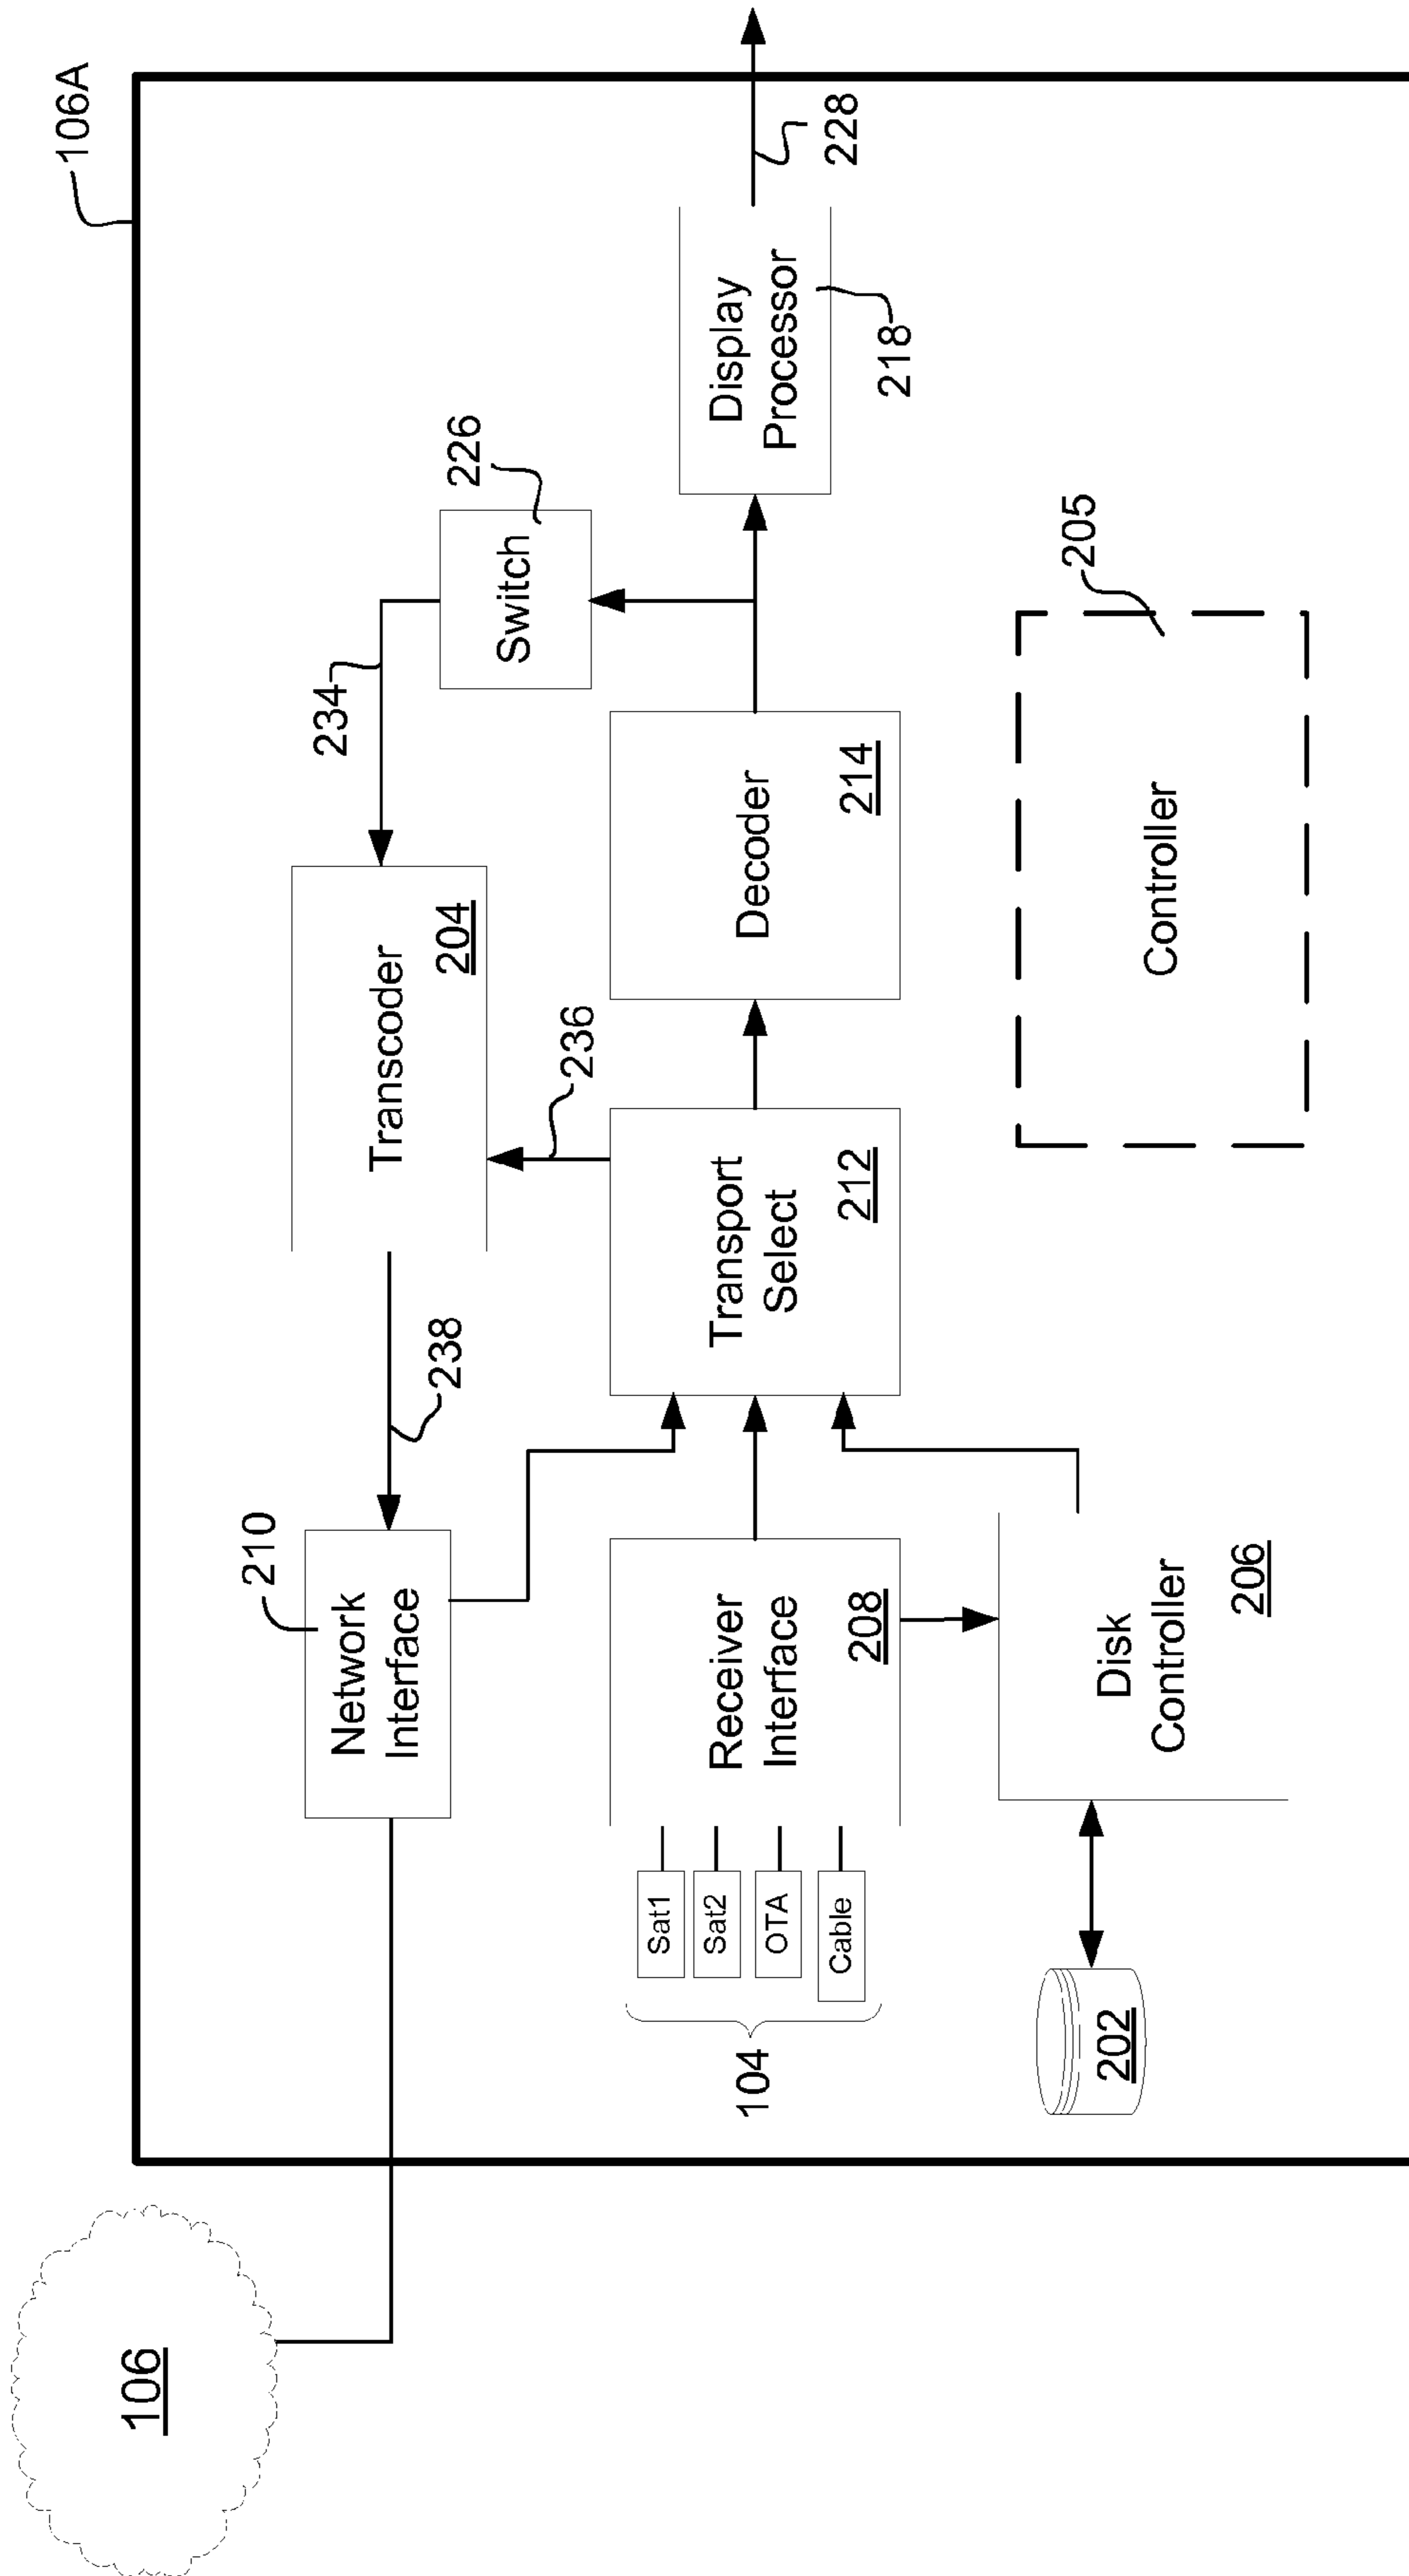 106
106A
210
Network
Interface
238
Transcoder
204
234
Switch
226
236
Sat1
Sat2
OTA
Cable
104
Receiver
Interface
208
Transport
Select
212
Decoder
214
Display
Processor
218
228
202
Disk
Controller
206
Controller
205